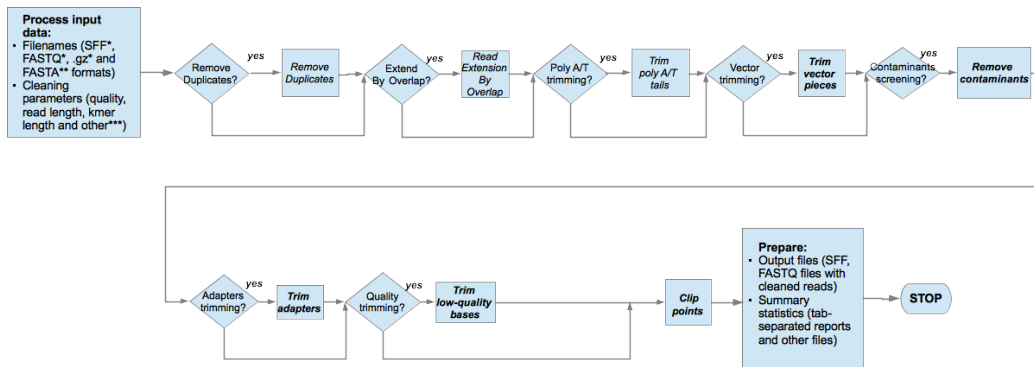 Process input
data:
▪ Filenames (SFF*,
FASTQ*, .gz* and
FASTA** formats)
▪ Cleaning
parameters (quality,
read length, kmer
length and other***)
Remove
Duplicates?
yes
Remove
Duplicates
Extend
By Overlap?
yes
Read
Extension
By
Overlap
Poly A/T
trimming?
yes
Trim
poly A/T
tails
Vector
trimming?
yes
Trim
vector
pieces
Contaminants
screening?
yes
Remove
contaminants
Adapters
trimming?
yes
Trim
adapters
Quality
trimming?
yes
Trim
low-quality
bases
Clip
points
Prepare:
▪ Output files (SFF,
FASTQ files with
cleaned reads)
▪ Summary
statistics (tab-
separated reports
and other files)
STOP